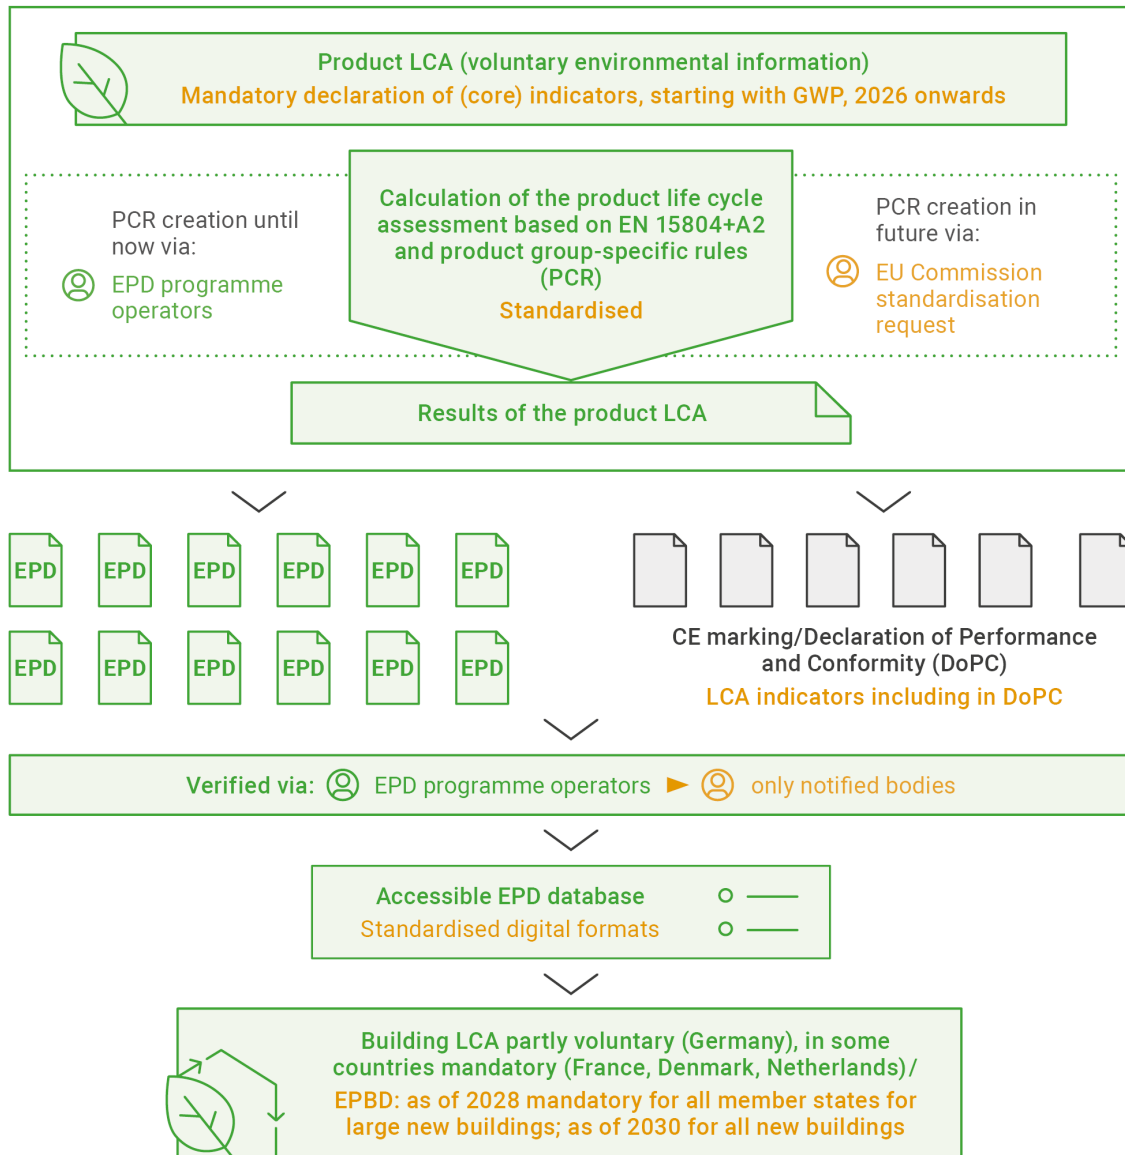 Product LCA (voluntary environmental information)
Mandatory declaration of (core) indicators, starting with GWP, 2026 onwards
PCR creation until
now via:
EPD programme
operators
Calculation of the product life cycle
assessment based on EN 15804+A2
and product group-specific rules
(PCR)
Standardised
PCR creation in
future via:
EU Commission
standardisation
request
Results of the product LCA
EPD EPD EPD EPD EPD EPD
EPD EPD EPD EPD EPD EPD
CE marking/Declaration of Performance
and Conformity (DoPC)
LCA indicators including in DoPC
Verified via: EPD programme operators only notified bodies
Accessible EPD database
Standardised digital formats
Building LCA partly voluntary (Germany), in some
countries mandatory (France, Denmark, Netherlands)/
EPBD: as of 2028 mandatory for all member states for
large new buildings; as of 2030 for all new buildings